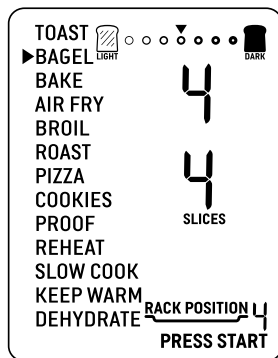 TOAST
LIGHT
DARK
BAGEL
4
BAKE
AIR FRY
BROIL
ROAST
4
PIZZA
COOKIES
SLICES
PROOF
REHEAT
SLOW COOK
KEEP WARM
RACK POSITION 4
DEHYDRATE
PRESS START